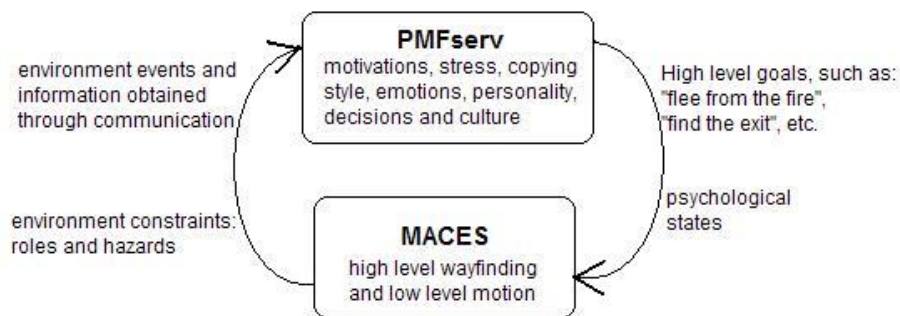 PMFserv
motivations, stress, copying
style, emotions, personality,
decisions and culture
environment events and
information obtained
through communication
High level goals, such as:
"flee from the fire",
"find the exit", etc.
environment constraints:
roles and hazards
psychological
states
MACES
high level wayfinding
and low level motion